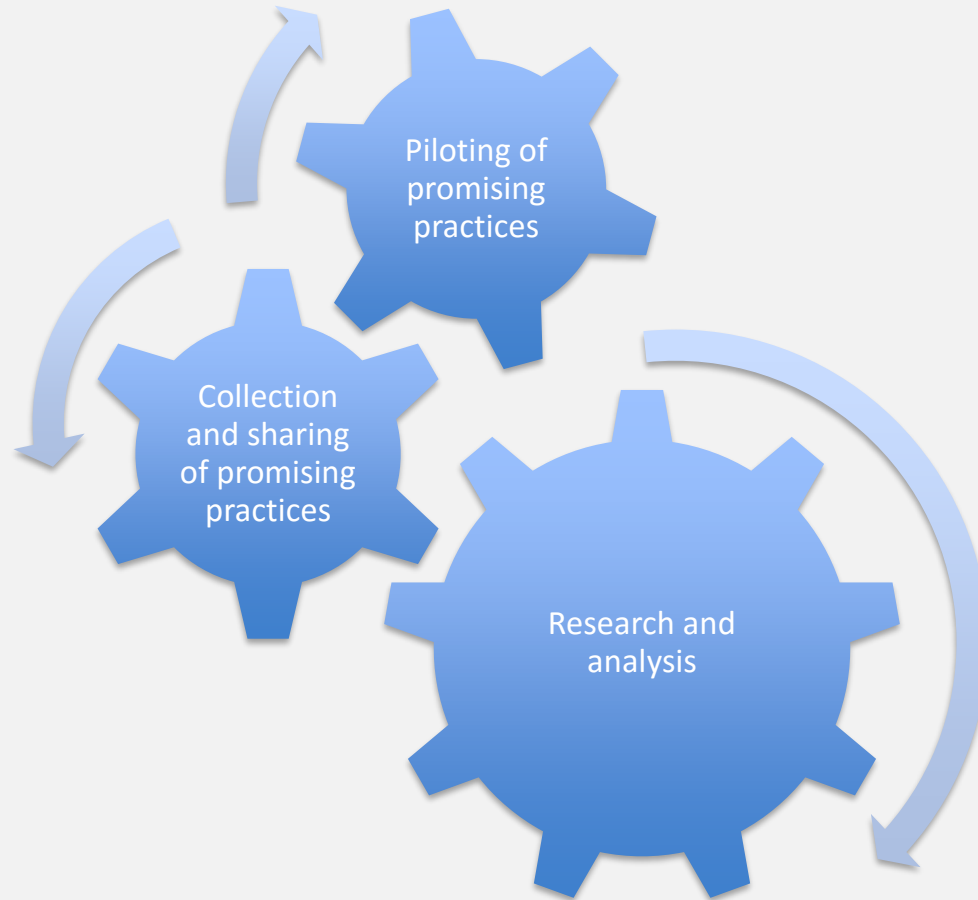 Piloting of
promising
practices
Collection
and sharing
of promising
practices
Research and
analysis